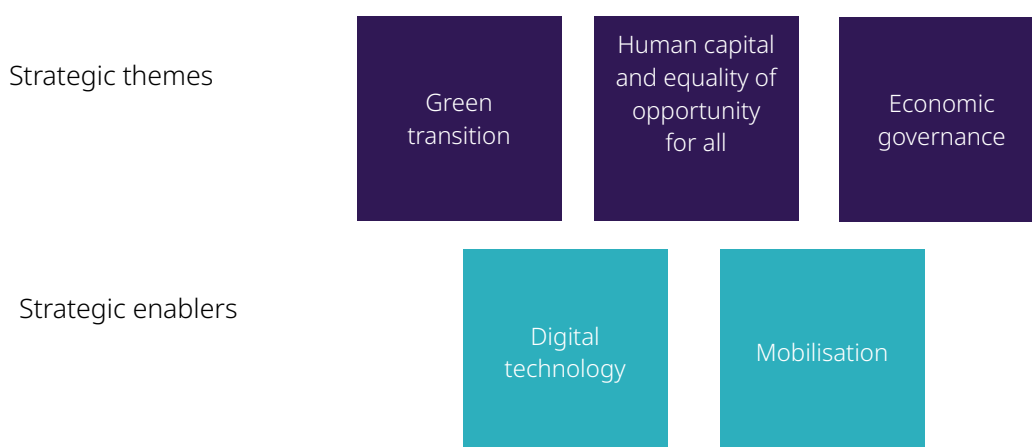 Strategic themes
Green
transition
Human capital
and equality of
opportunity
for all
Economic
governance
Strategic enablers
Digital
technology
Mobilisation